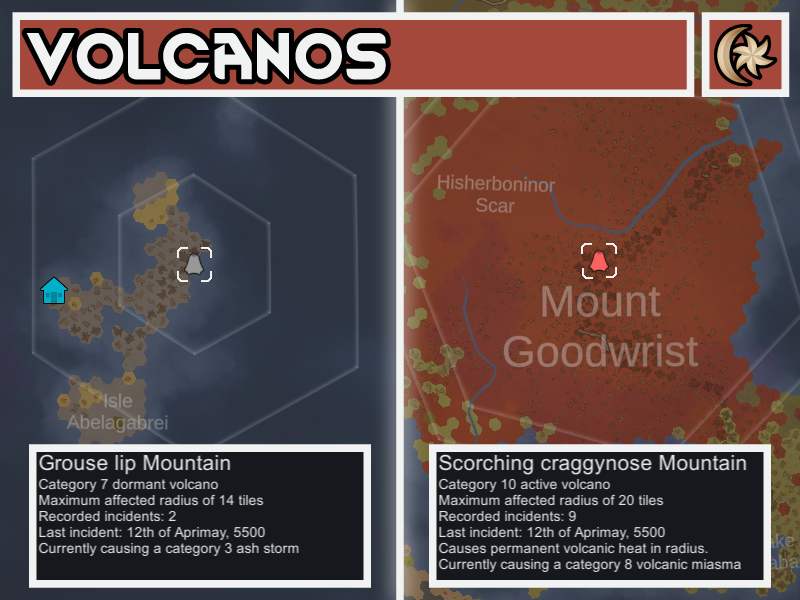 VOLCANOS
Isle
Abelagabrei
Grouse lip Mountain
Category 7 dormant volcano
Maximum affected radius of 14 tiles
Recorded incidents: 2
Last incident: 12th of Aprimay, 5500
Currently causing a category 3 ash storm
Hisherboninor
Scar
Mount
Goodwrist
Scorching craggynose Mountain
Category 10 active volcano
Maximum affected radius of 20 tiles
Recorded incidents: 9
Last incident: 12th of Aprimay, 5500
Causes permanent volcanic heat in radius.
Currently causing a category 8 volcanic miasma